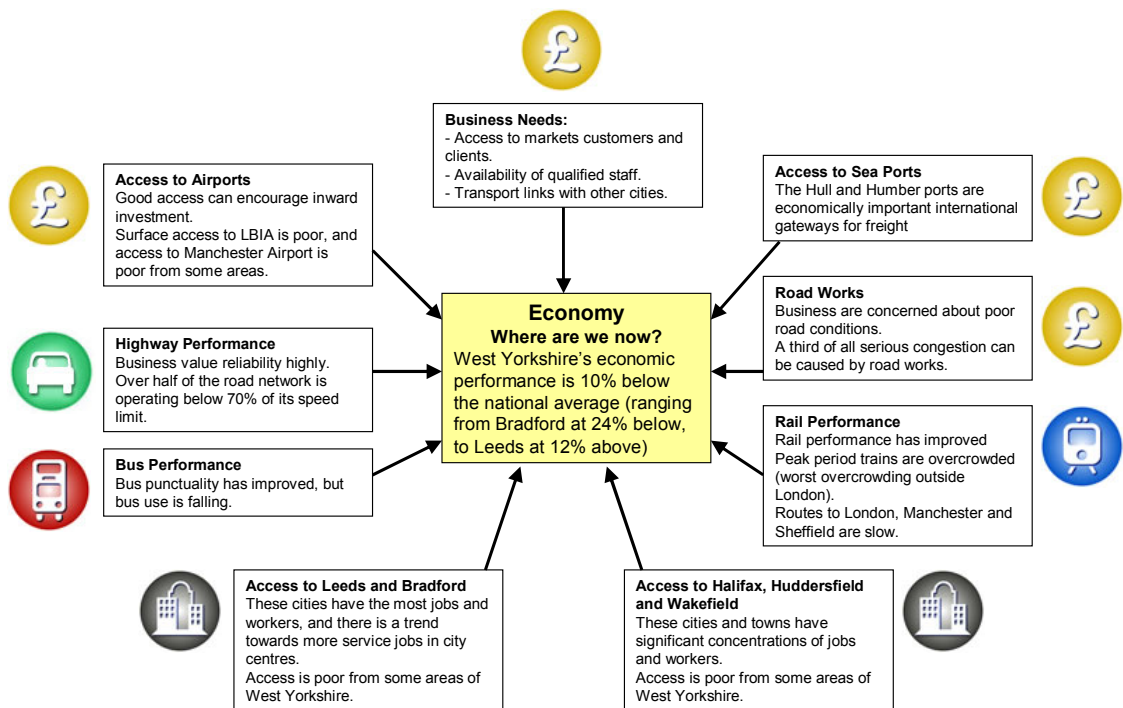 £
Business Needs:
- Access to markets customers and
clients.
- Availability of qualified staff.
- Transport links with other cities.
£
Access to Airports
Good access can encourage inward
investment.
Surface access to LBIA is poor, and
access to Manchester Airport is
poor from some areas.
Access to Sea Ports
The Hull and Humber ports are
economically important international
gateways for freight
£
Highway Performance
Business value reliability highly.
Over half of the road network is
operating below 70% of its speed
limit.
Economy
Where are we now?
West Yorkshire’s economic
performance is 10% below
the national average (ranging
from Bradford at 24% below,
to Leeds at 12% above)
Road Works
Business are concerned about poor
road conditions.
A third of all serious congestion can
be caused by road works.
£
Bus Performance
Bus punctuality has improved, but
bus use is falling.
Rail Performance
Rail performance has improved
Peak period trains are overcrowded
(worst overcrowding outside
London).
Routes to London, Manchester and
Sheffield are slow.
Access to Leeds and Bradford
These cities have the most jobs and
workers, and there is a trend
towards more service jobs in city
centres.
Access is poor from some areas of
West Yorkshire.
Access to Halifax, Huddersfield
and Wakefield
These cities and towns have
significant concentrations of jobs
and workers.
Access is poor from some areas of
West Yorkshire.